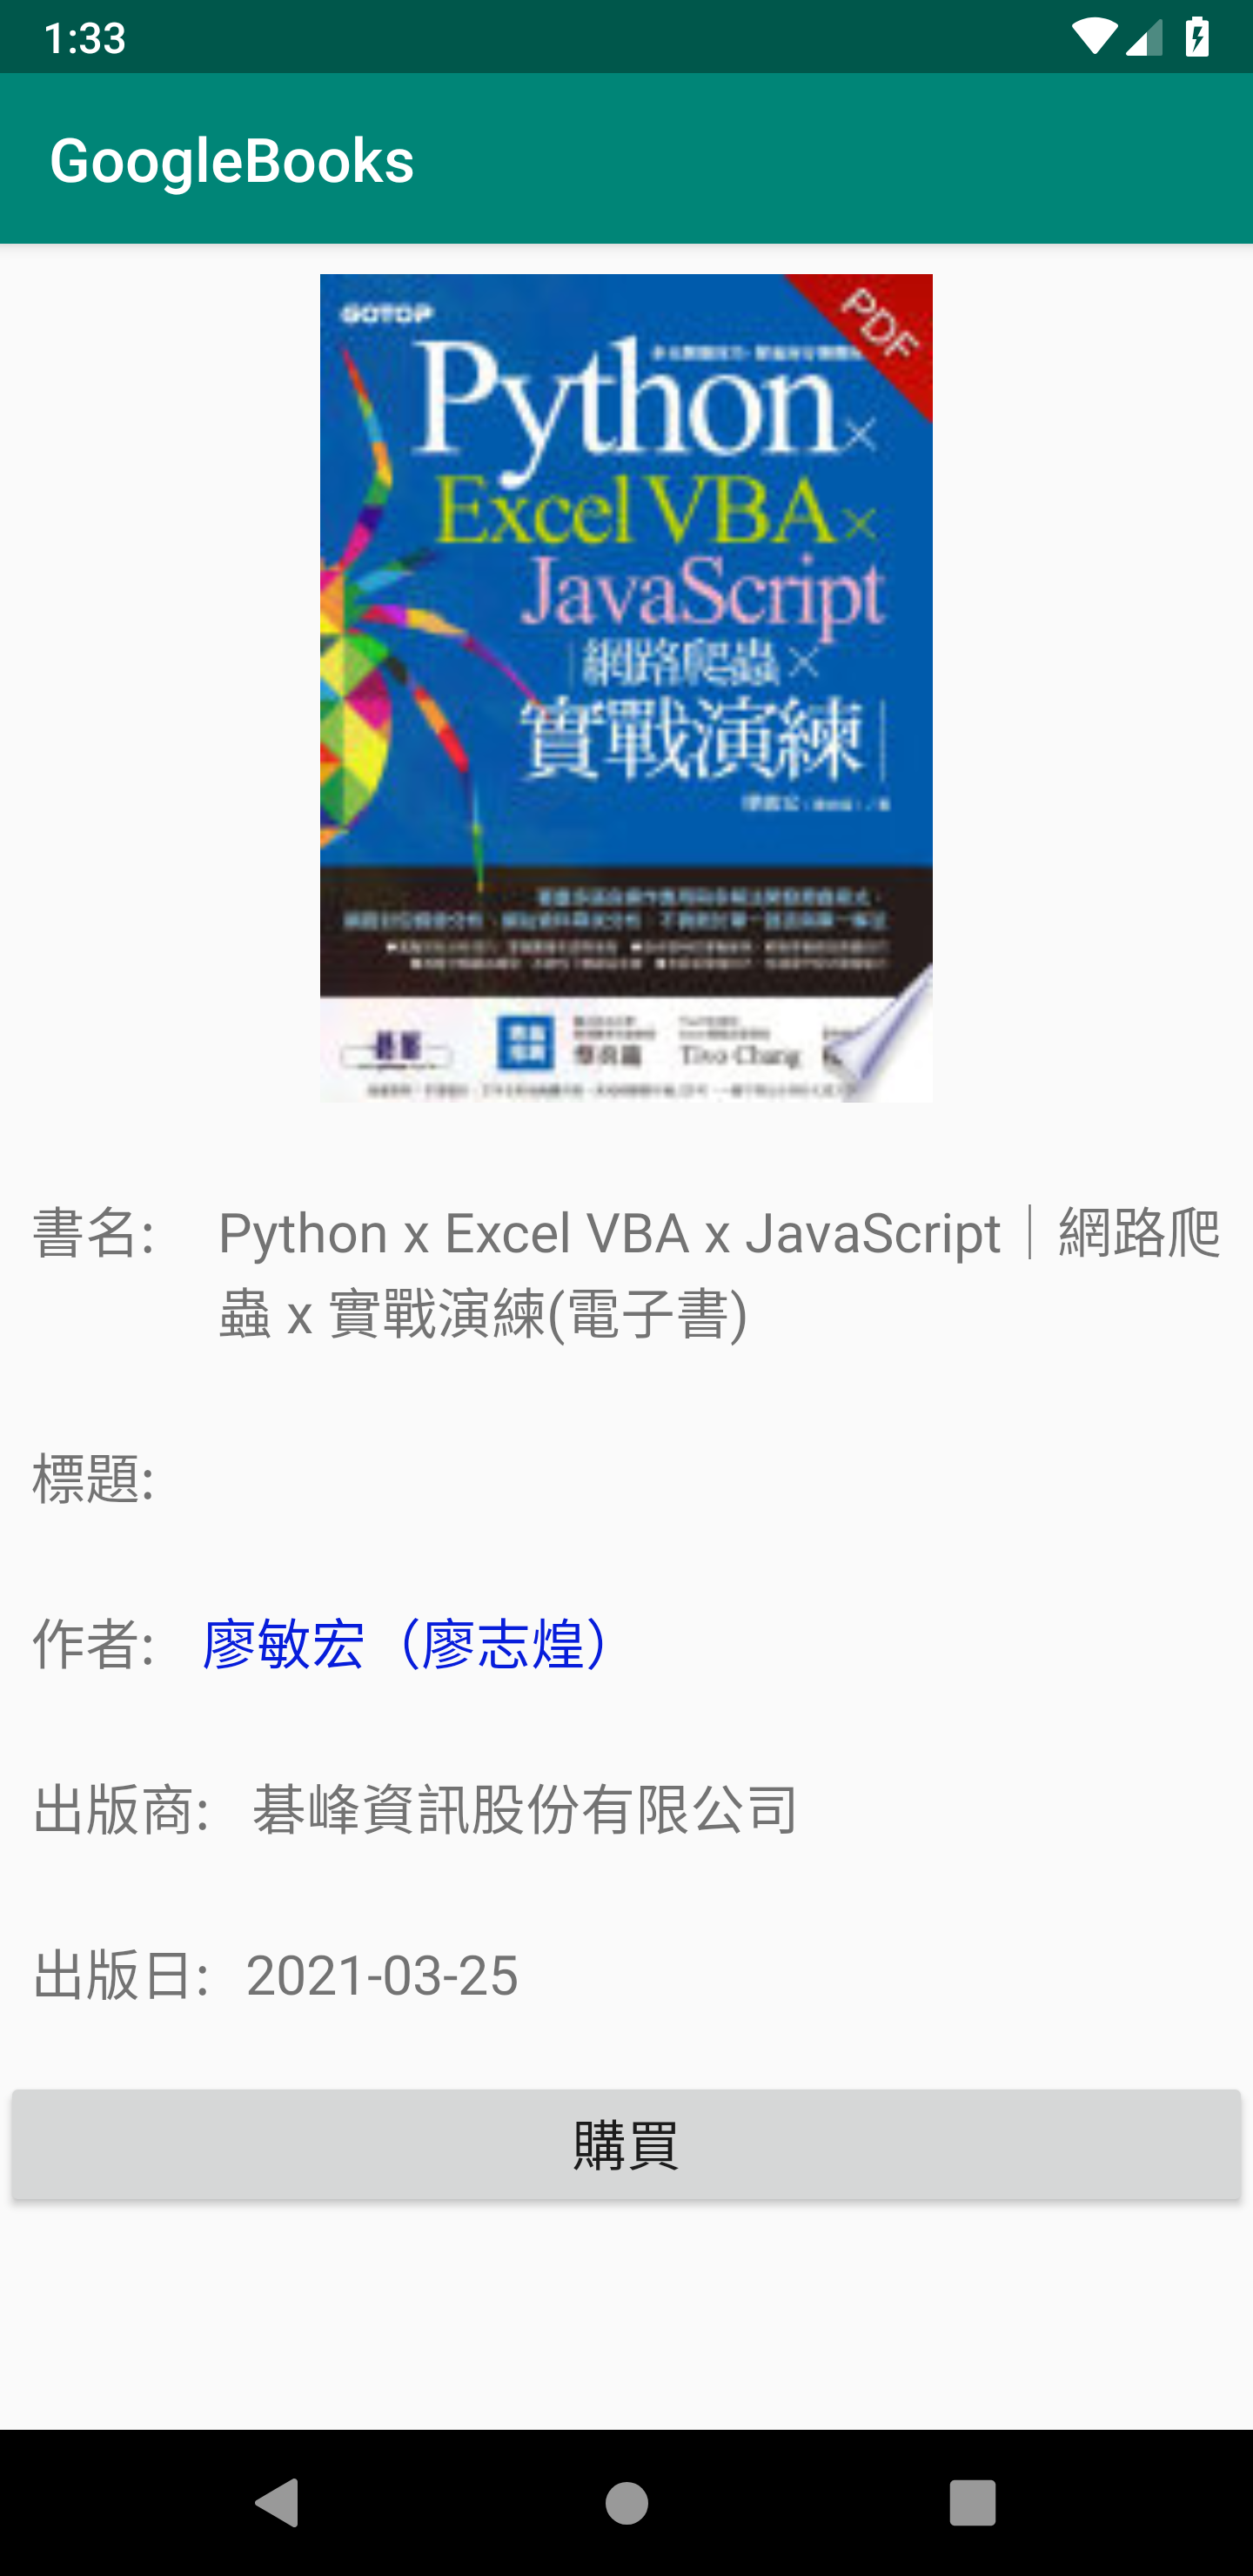 1:33
GoogleBooks
GOTOP
PDF
Python×
Excel VBA×
JavaScript
｜網路爬蟲×
實戰演練｜
Tivo Chang
書名: Python x Excel VBA x JavaScript｜網路爬
蟲 x 實戰演練(電子書)
標題:
作者: 廖敏宏（廖志煌）
出版商: 碁峰資訊股份有限公司
出版日: 2021-03-25
購買